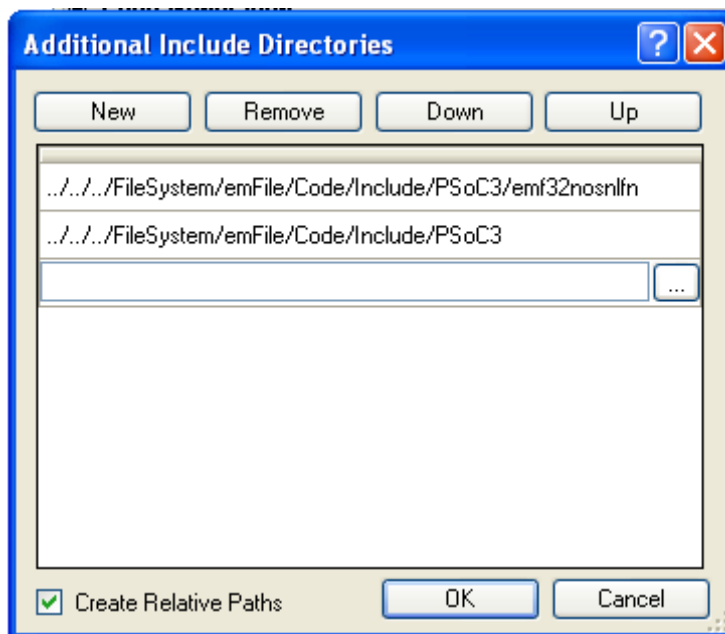 Additional Include Directories
New Remove Down Up
../../../FileSystem/emFile/Code/Include/PSoC3/emf32nosnlfn
../../../FileSystem/emFile/Code/Include/PSoC3
...
Create Relative Paths OK Cancel